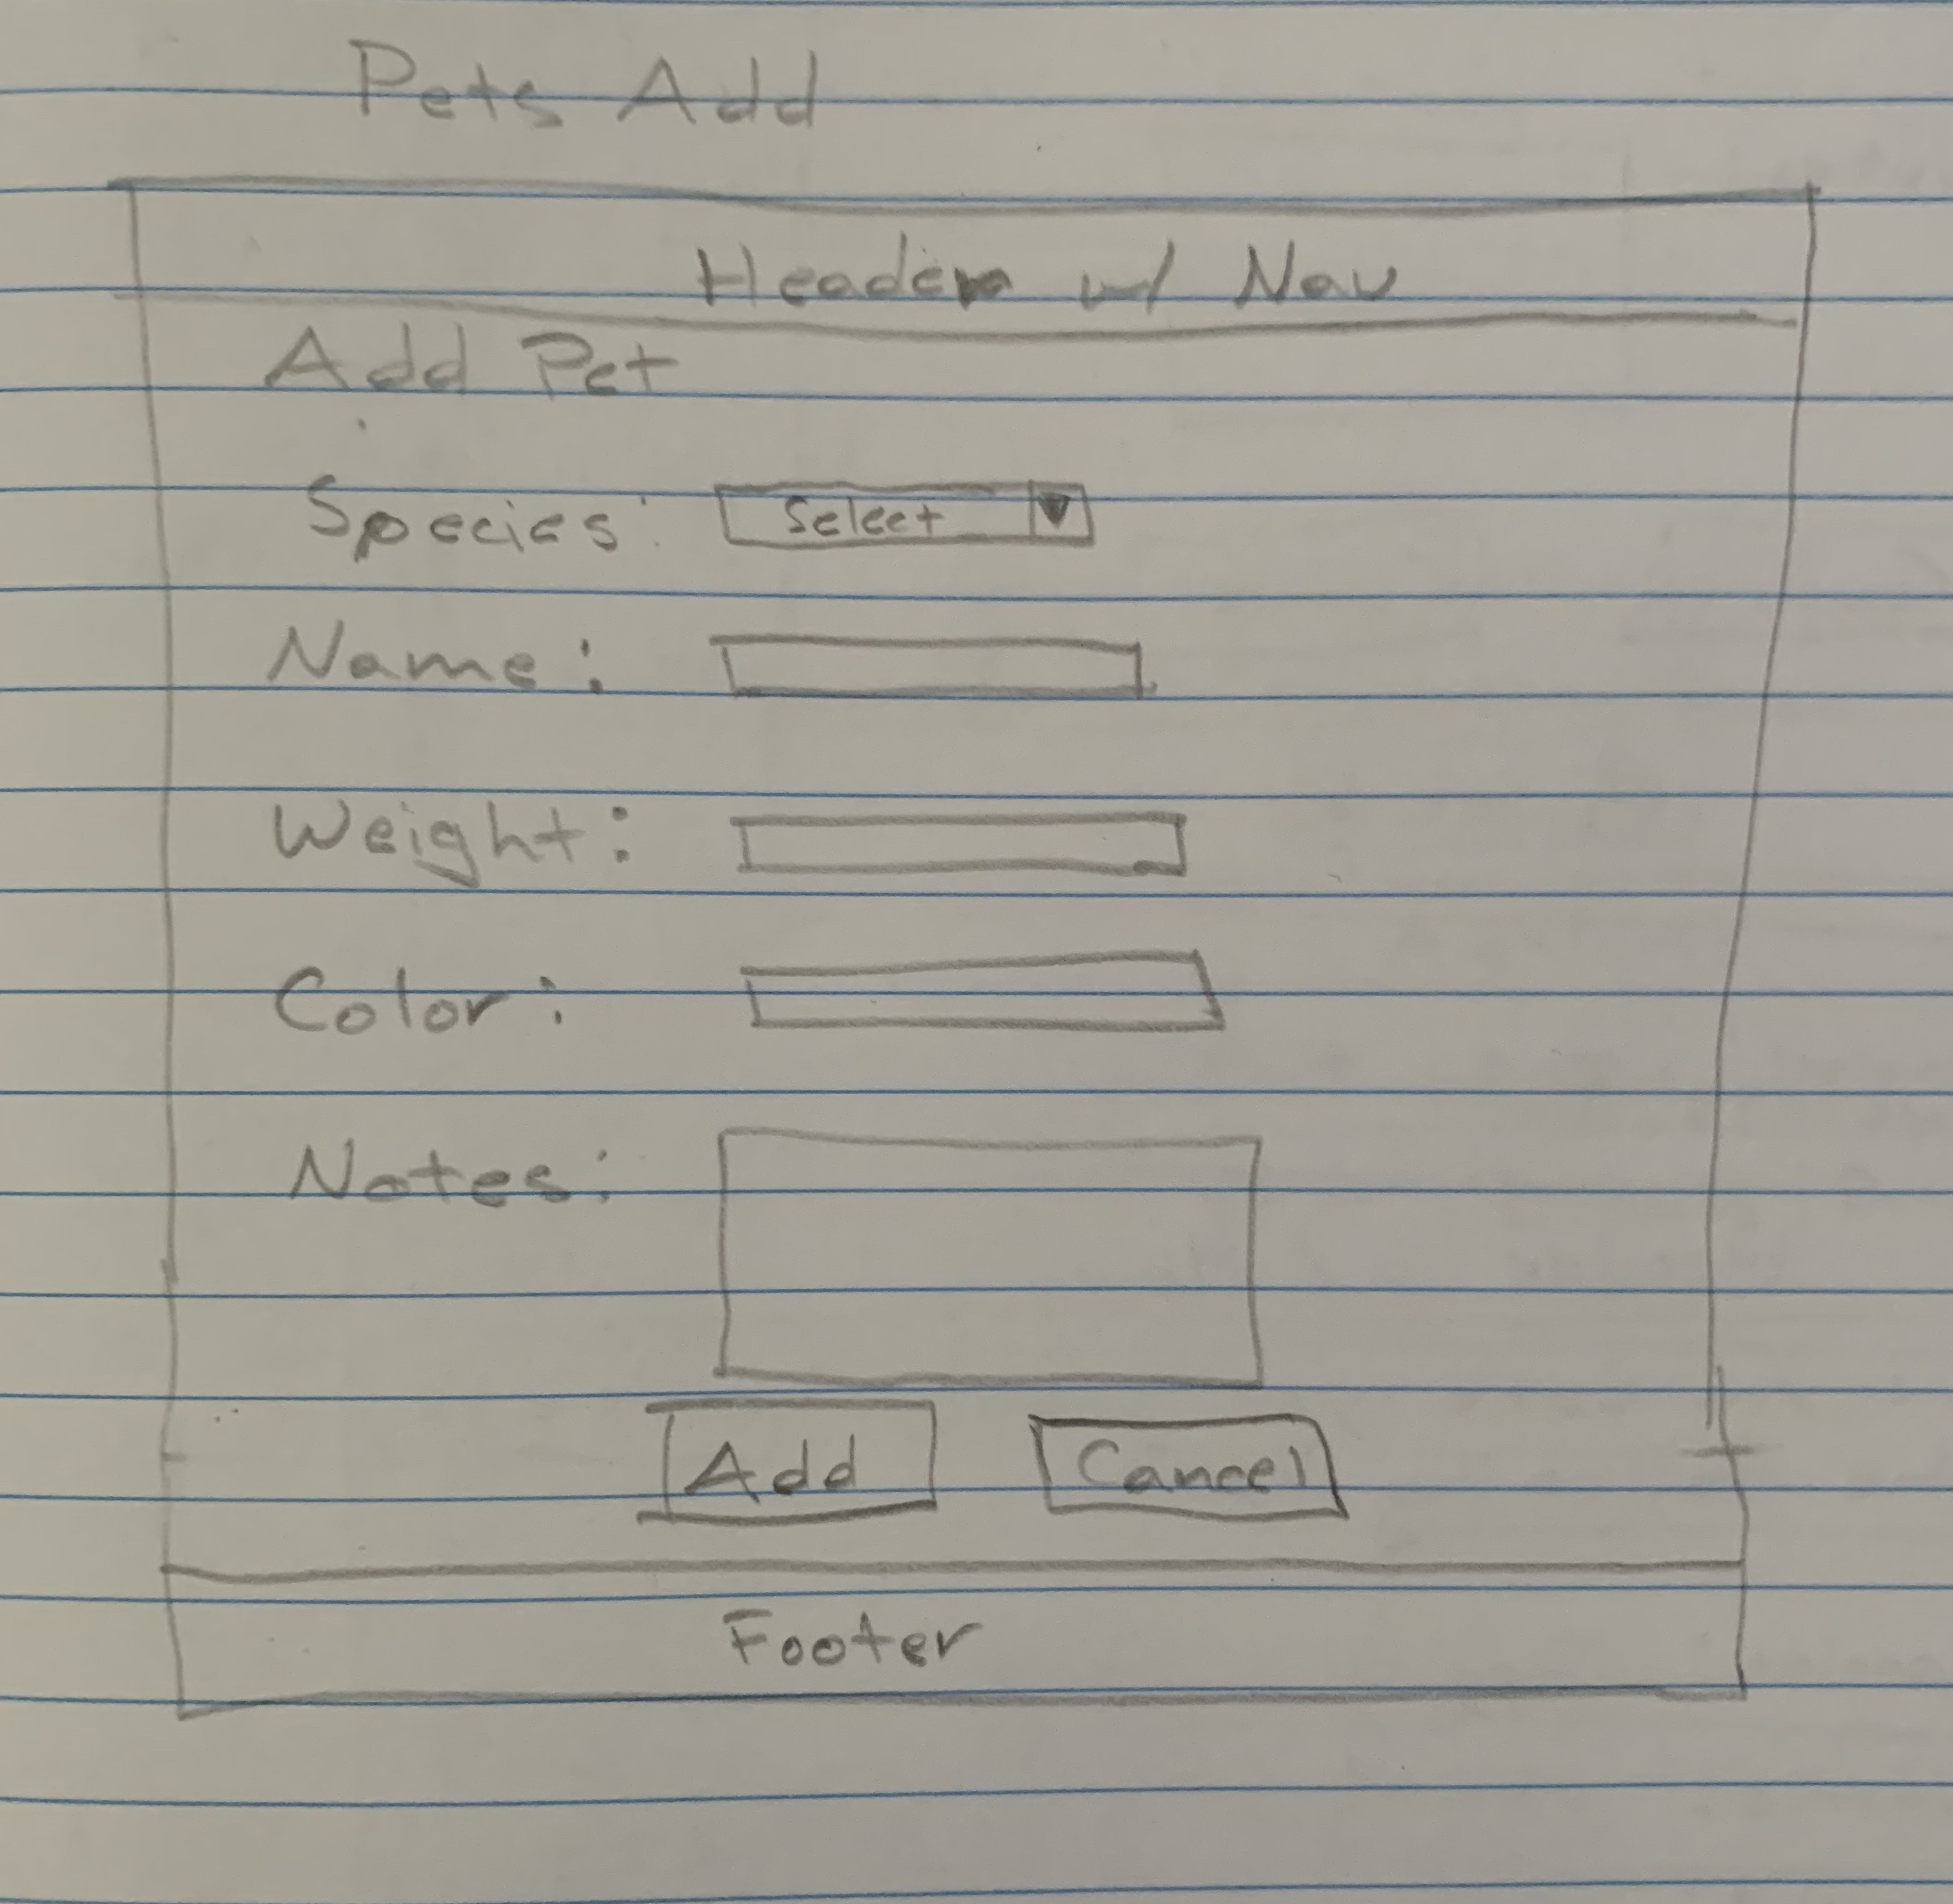 Pets Add
Header w/ Nav
Add Pet
Species: Select
Name:
Weight:
Color:
Notes:
Add Cancel
Footer